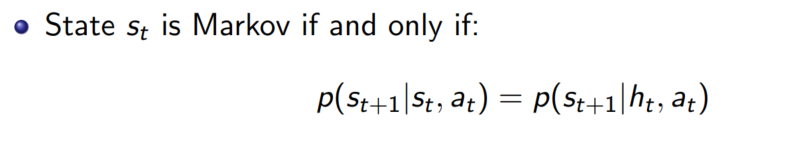 State s_t is Markov if and only if:
p(s_{t+1}|s_t, a_t) = p(s_{t+1}|h_t, a_t)